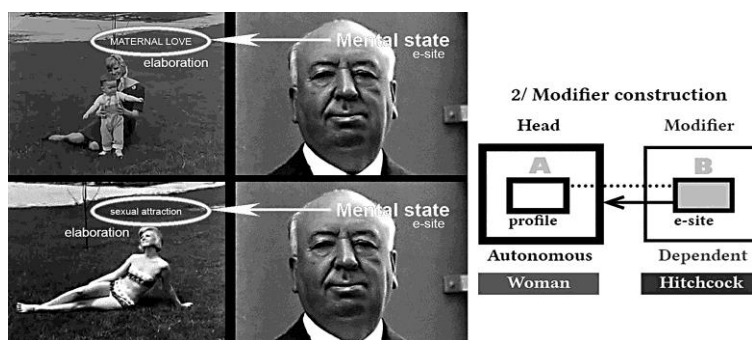 MATERNAL LOVE
elaboration
Mental state
e-site
sexual attraction
elaboration
Mental state
e-site
2/ Modifier construction
Head
Modifier
A
B
profile
e-site
Autonomous
Dependent
Woman
Hitchcock